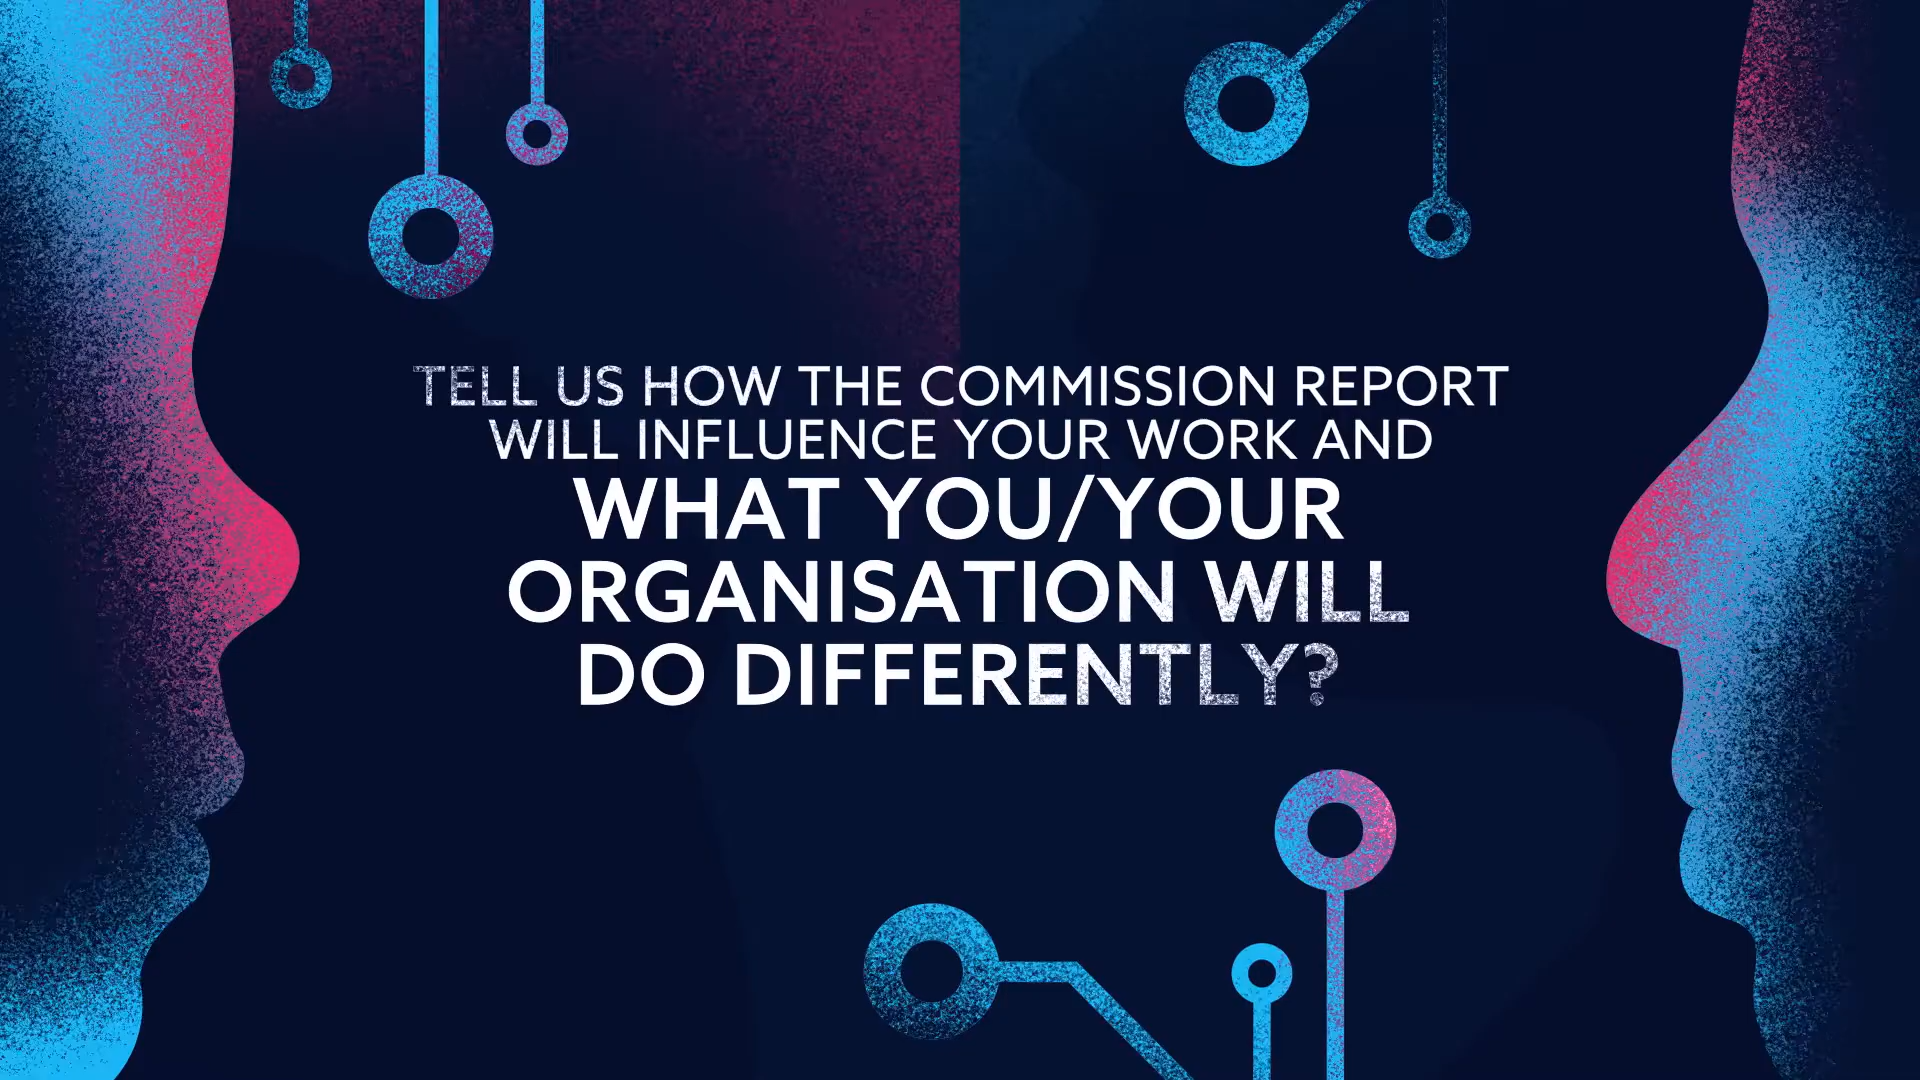 TELL US HOW THE COMMISSION REPORT
WILL INFLUENCE YOUR WORK AND
WHAT YOU/YOUR
ORGANISATION WILL
DO DIFFERENTLY?